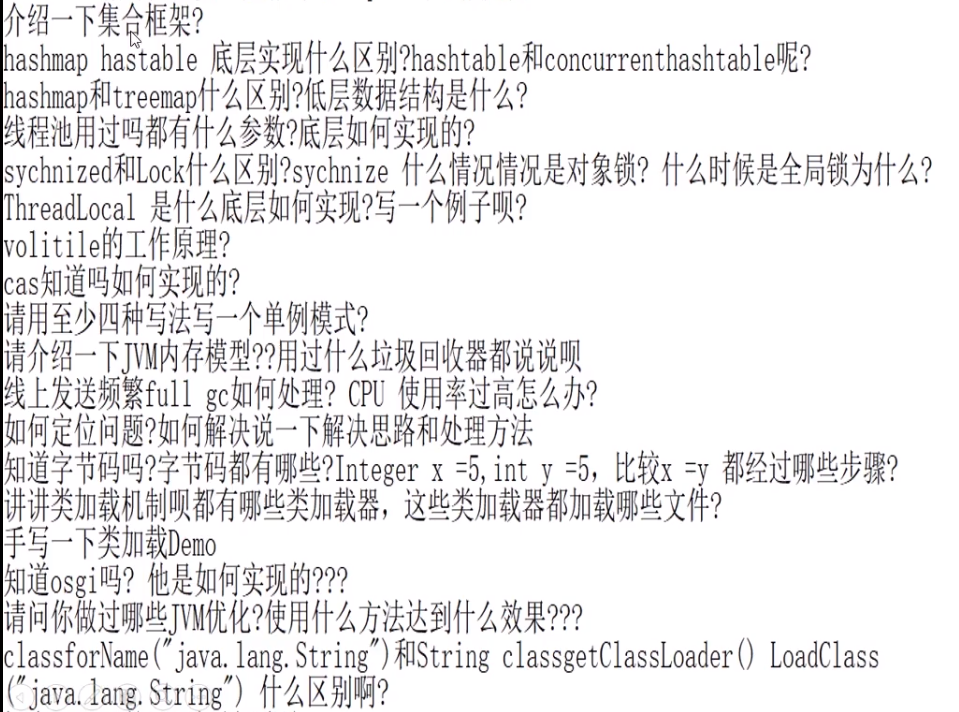 介绍一下集合框架?
hashmap hastable 底层实现什么区别?hashtable和concurrenthashtable呢?
hashmap和treemap什么区别?低层数据结构是什么?
线程池用过吗都有什么参数?底层如何实现的?
sychnized和Lock什么区别?sychnize 什么情况情况是对象锁? 什么时候是全局锁为什么?
ThreadLocal 是什么底层如何实现?写一个例子呗?
volitile的工作原理?
cas知道吗如何实现的?
请用至少四种写法写一个单例模式?
请介绍一下JVM内存模型??用过什么垃圾回收器都说说呗
线上发送频繁full gc如何处理? CPU 使用率过高怎么办?
如何定位问题?如何解决说一下解决思路和处理方法
知道字节码吗?字节码都有哪些?Integer x =5,int y =5，比较x =y 都经过哪些步骤?
讲讲类加载机制呗都有哪些类加载器，这些类加载器都加载哪些文件?
手写一下类加载Demo
知道osgi吗? 他是如何实现的???
请问你做过哪些JVM优化?使用什么方法达到什么效果???
classforName("java.lang.String")和String classgetClassLoader() LoadClass
("java.lang.String") 什么区别啊?